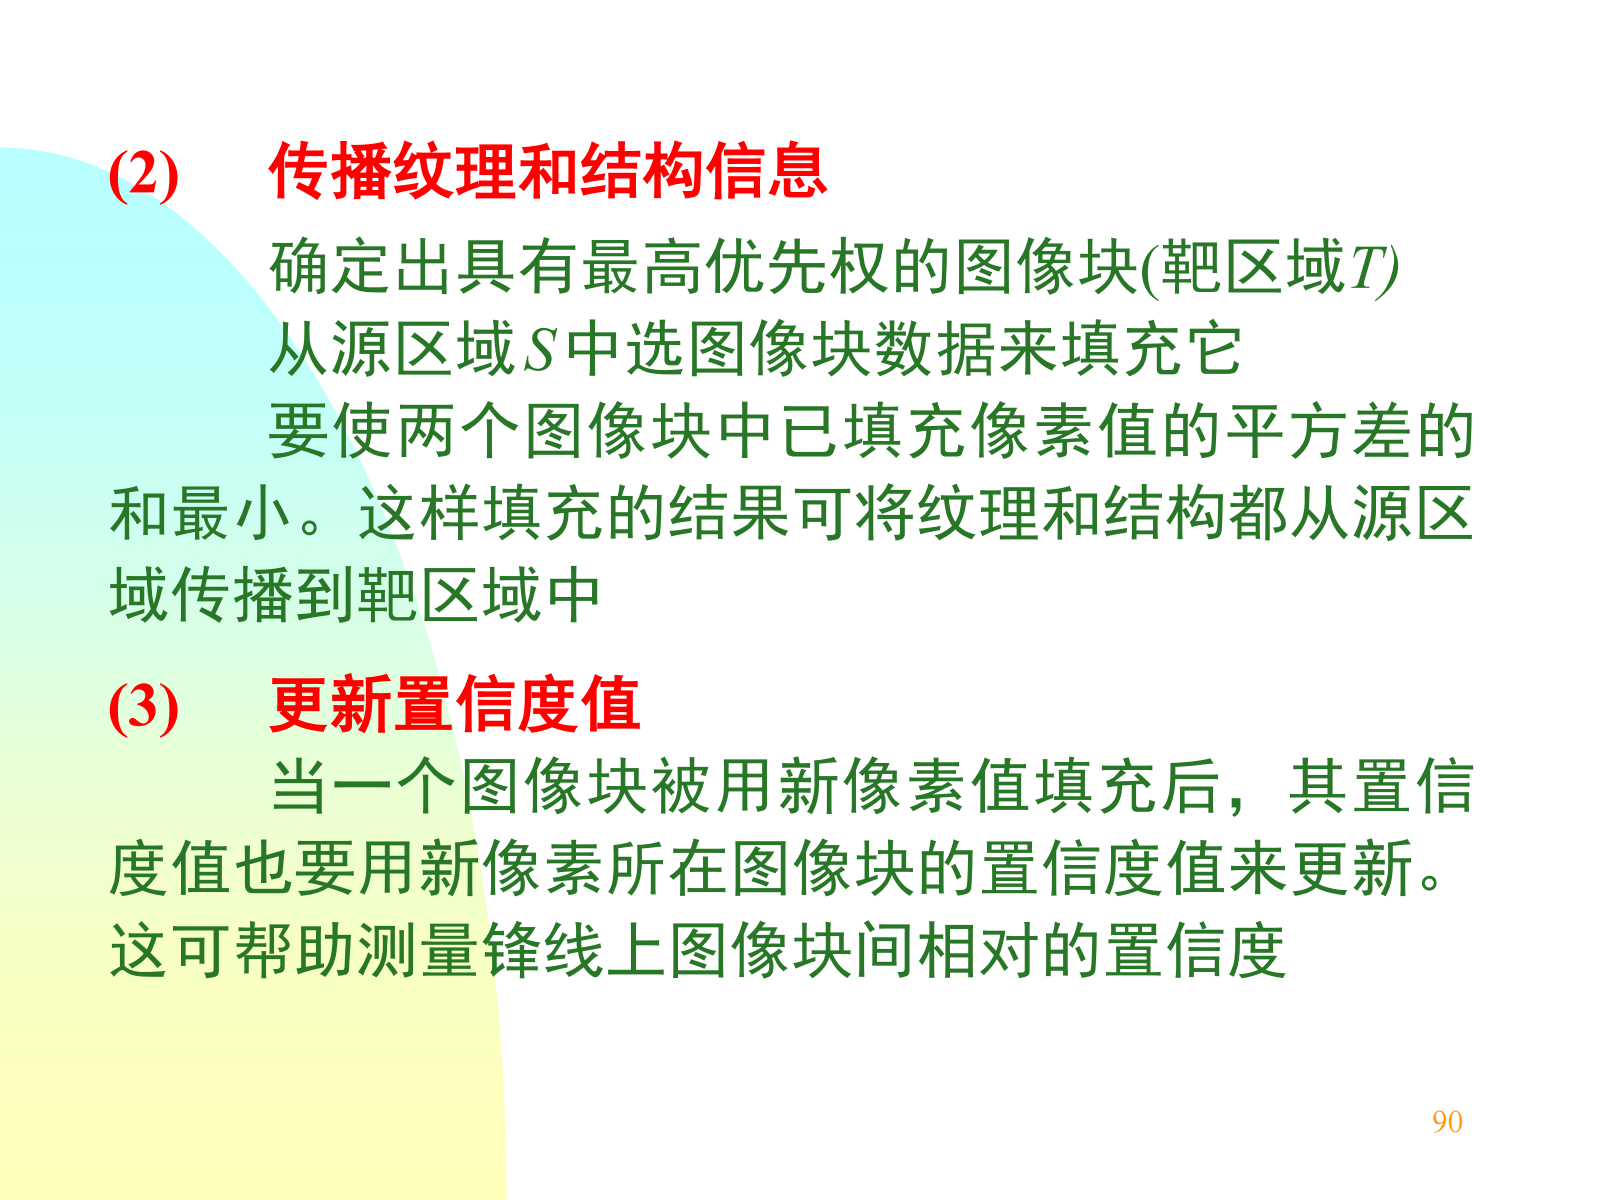 (2) 传播纹理和结构信息
确定出具有最高优先权的图像块(靶区域T)
从源区域S中选图像块数据来填充它
要使两个图像块中已填充像素值的平方差的
和最小。这样填充的结果可将纹理和结构都从源区
域传播到靶区域中
(3) 更新置信度值
当一个图像块被用新像素值填充后，其置信
度值也要用新像素所在图像块的置信度值来更新。
这可帮助测量锋线上图像块间相对的置信度
90